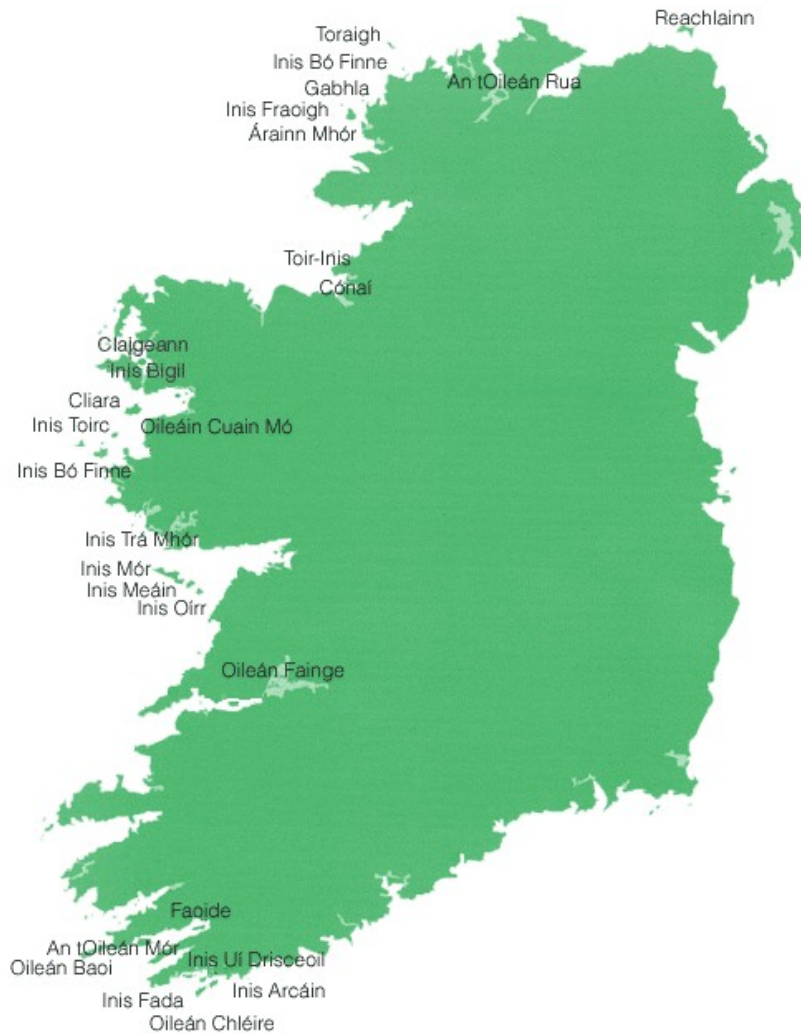 Reachlainn
Toraigh
Inis Bó Finne
An tOileán Rua
Gabhla
Inis Fraoigh
Árainn Mhór
Toir-Inis
Cónaí
Claigeann
Inis Bigil
Cliara
Inis Toirc
Oileáin Cuain Mó
Inis Bó Finne
Inis Trá Mhór
Inis Mór
Inis Meáin
Inis Oírr
Oileán Fainge
Faoide
An tOileán Mór
Oileán Baoi
Inis Uí Drisceoil
Inis Arcáin
Inis Fada
Oileán Chléire